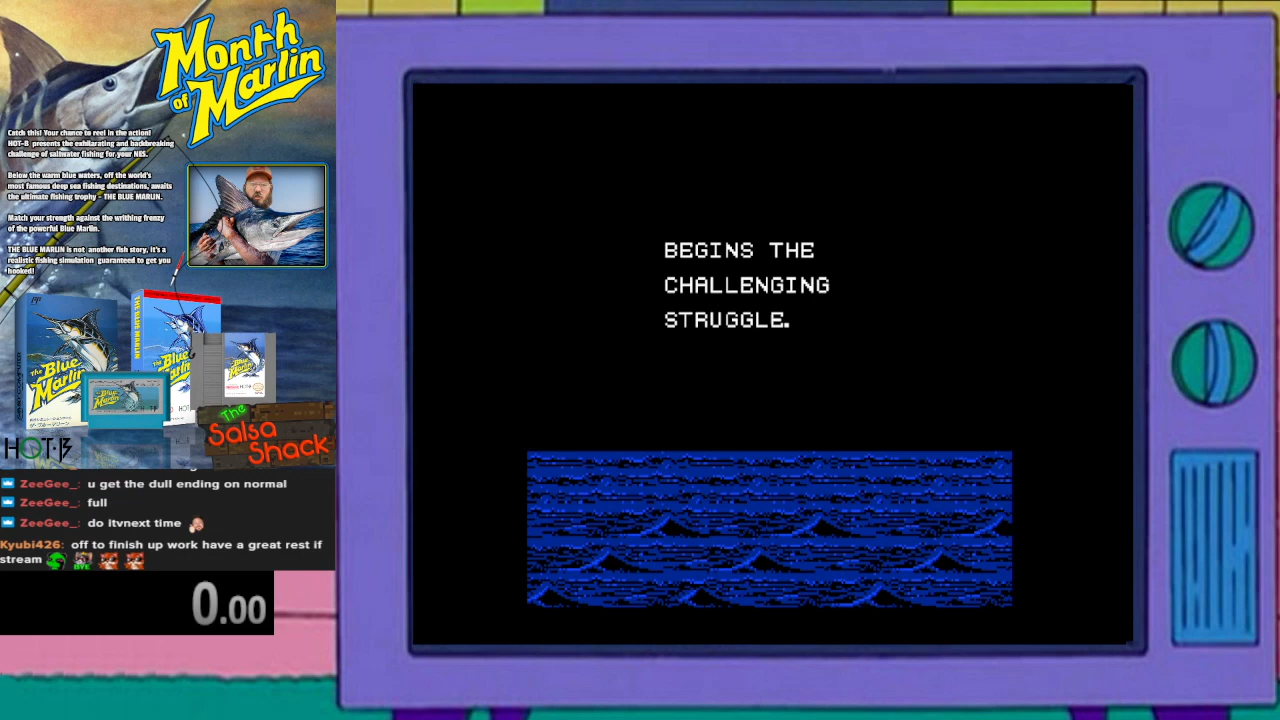 Month
of Marlin
Catch this! Your chance to reel in the action!
HOT-B presents the exhilarating and backbreaking
challenge of saltwater fishing for your NES.
Below the warm blue waters, off the world's
most famous deep sea fishing destinations, awaits
the ultimate fishing trophy - THE BLUE MARLIN.
Match your strength against the writhing frenzy
of the powerful Blue Marlin.
THE BLUE MARLIN is not another fish story, it's a
realistic fishing simulation guaranteed to get you
hooked!
BEGINS THE
CHALLENGING
STRUGGLE.
The Blue Marlin
THE BLUE MARLIN
HOT·B
The
Salsa
Shack
ZeeGee_: u get the dull ending on normal
ZeeGee_: full
ZeeGee_: do itvnext time
Kyubi426: off to finish up work have a great rest if
stream BYE
0.00